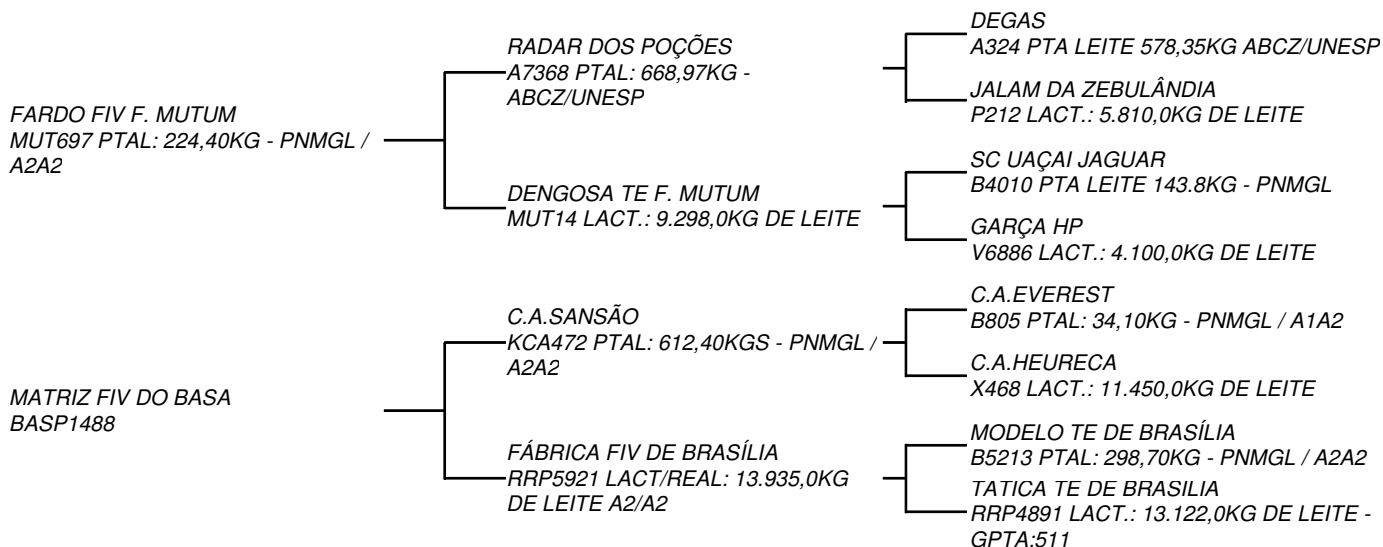 FARDO FIV F. MUTUM
MUT697 PTAL: 224,40KG - PNMGL /
A2A2
MATRIZ FIV DO BASA
BASP1488
RADAR DOS POÇÕES
A7368 PTAL: 668,97KG -
ABCZ/UNESP
DENGOSA TE F. MUTUM
MUT14 LACT.: 9.298,0KG DE LEITE
C.A.SANSÃO
KCA472 PTAL: 612,40KGS - PNMGL /
A2A2
FÁBRICA FIV DE BRASÍLIA
RRP5921 LACT/REAL: 13.935,0KG
DE LEITE A2/A2
DEGAS
A324 PTA LEITE 578,35KG ABCZ/UNESP
JALAM DA ZEBULÂNDIA
P212 LACT.: 5.810,0KG DE LEITE
SC UAÇAI JAGUAR
B4010 PTA LEITE 143.8KG - PNMGL
GARÇA HP
V6886 LACT.: 4.100,0KG DE LEITE
C.A.EVEREST
B805 PTAL: 34,10KG - PNMGL / A1A2
C.A.HEURECA
X468 LACT.: 11.450,0KG DE LEITE
MODELO TE DE BRASÍLIA
B5213 PTAL: 298,70KG - PNMGL / A2A2
TATICA TE DE BRASILIA
RRP4891 LACT.: 13.122,0KG DE LEITE -
GPTA:511